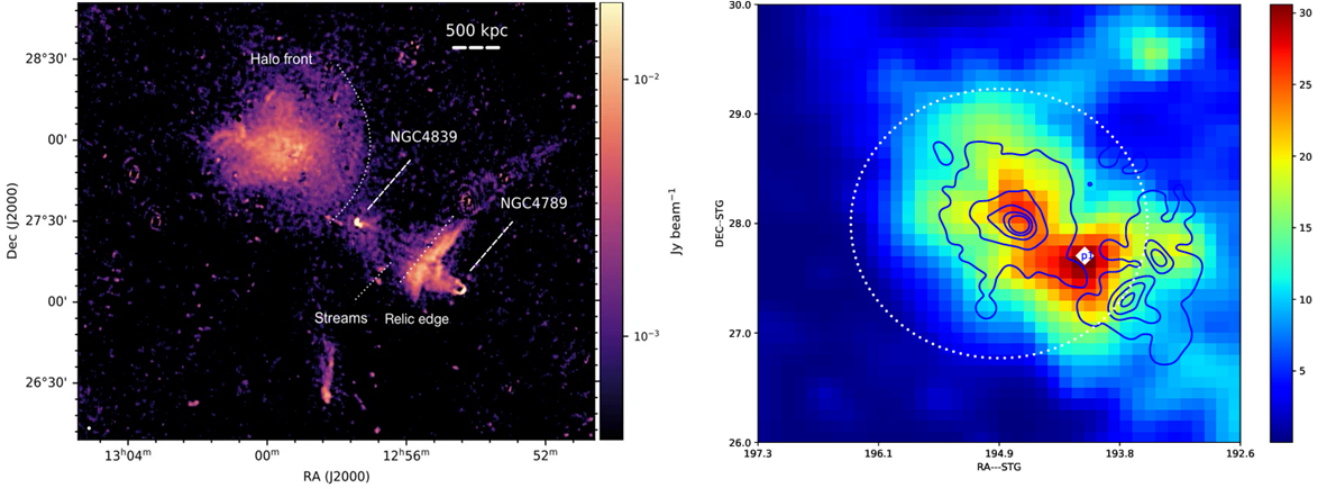 500 kpc
Halo front
NGC4839
NGC4789
Streams
Relic edge
28°30'
00'
27°30'
00'
26°30'
Dec (J2000)
13ʰ04ᵐ
00ᵐ
12ʰ56ᵐ
52ᵐ
RA (J2000)
10⁻²
10⁻³
Jy beam⁻¹
30.0
29.0
28.0
27.0
26.0
DEC--STG
197.3
196.1
194.9
193.8
192.6
RA---STG
p1
30
25
20
15
10
5